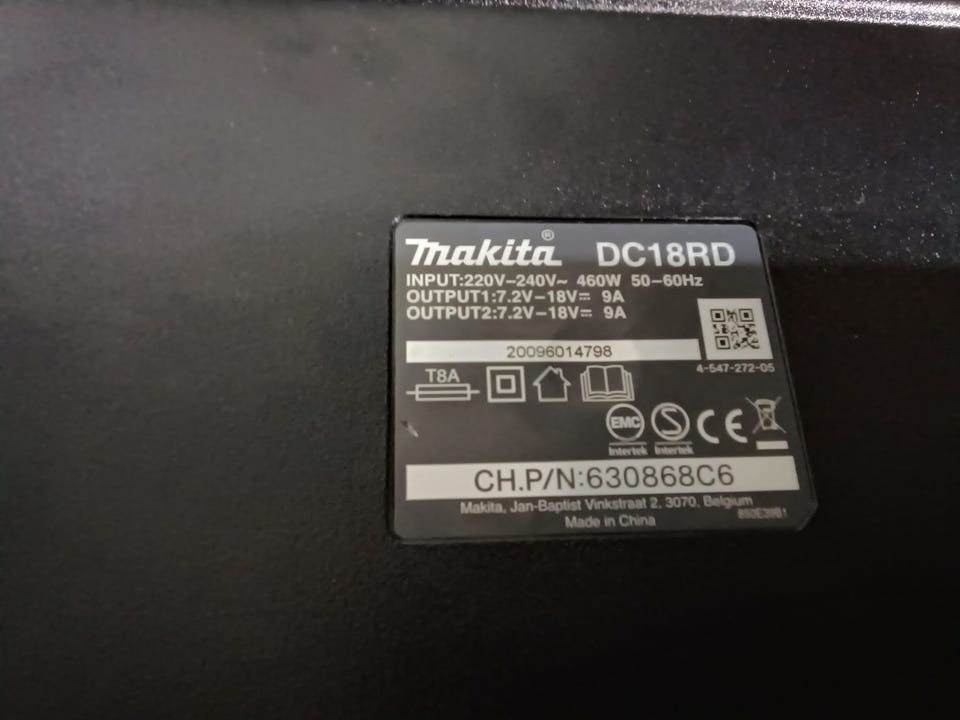 makita® DC18RD
INPUT:220V–240V~ 460W 50–60Hz
OUTPUT1:7.2V–18V⎓ 9A
OUTPUT2:7.2V–18V⎓ 9A
20096014798
4-547-272-05
T8A
EMC S CE
Intertek Intertek
CH.P/N:630868C6
Makita, Jan-Baptist Vinkstraat 2, 3070, Belgium
Made in China